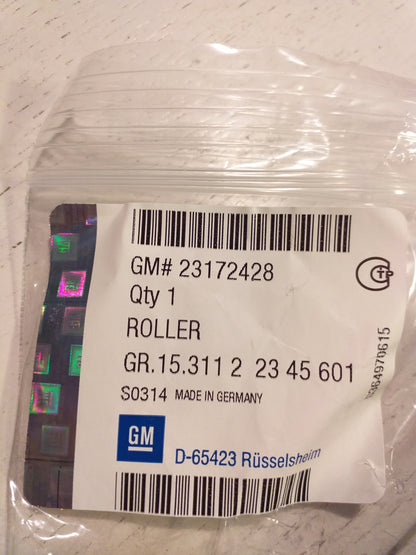 GM# 23172428
Qty 1
ROLLER
GR.15.311 2 23 45 601
S0314 MADE IN GERMANY
GM
D-65423 Rüsselsheim